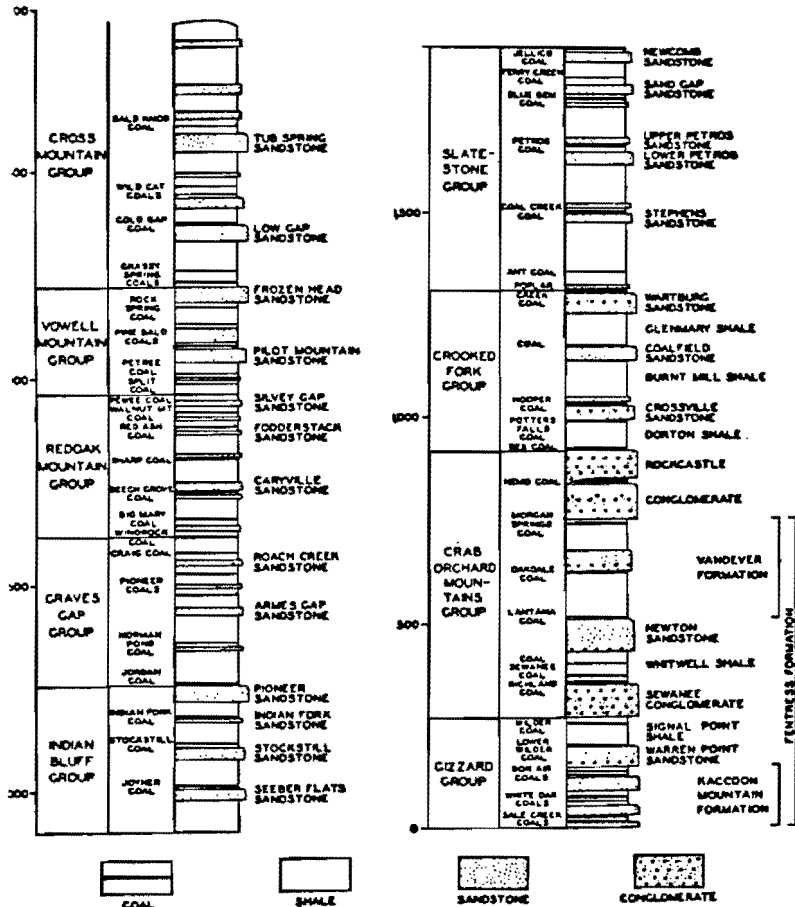 CROSS
MOUNTAIN
GROUP
VOWELL
MOUNTAIN
GROUP
REDOAK
MOUNTAIN
GROUP
GRAVES
GAP
GROUP
INDIAN
BLUFF
GROUP
BALD KNOB
COAL
WILD CAT
COALS
COLD GAP
COAL
GRASSY
SPRING
COALS
ROCK
SPRING
COAL
PINE BALD
COALS
PETREE
COAL
SPLIT
COAL
PEWEE COAL
WALNUT MT
COAL
RED ASH
COAL
SHARP COAL
BEECH GROVE
COAL
BIG MARY
COAL
WINDROCK
COAL
CRAIG COAL
PIONEER
COALS
NORMAN
POND
COAL
JORDAN
COAL
INDIAN FORK
COAL
STOCKSTILL
COAL
JOYNER
COAL
TUB SPRING
SANDSTONE
LOW GAP
SANDSTONE
FROZEN HEAD
SANDSTONE
PILOT MOUNTAIN
SANDSTONE
SILVEY GAP
SANDSTONE
FODDERSTACK
SANDSTONE
CARYVILLE
SANDSTONE
ROACH CREEK
SANDSTONE
ARMES GAP
SANDSTONE
PIONEER
SANDSTONE
INDIAN FORK
SANDSTONE
STOCKSTILL
SANDSTONE
SEEBER FLATS
SANDSTONE
1,500
1,000
500
0
SLATE-
STONE
GROUP
CROOKED
FORK
GROUP
CRAB
ORCHARD
MOUN-
TAINS
GROUP
GIZZARD
GROUP
JELLICO
COAL
BLUE GEM
COAL
PETROS
COAL
COAL CREEK
COAL
ANT COAL
POPLAR
CREEK COAL
COAL
HOOPER
COAL
POTTERS
FALLS
COAL
REX COAL
NEMO COAL
MORGAN
SPRINGS
COAL
OAKDALE
COAL
LANTANA
COAL
COAL
SEWANEE
COAL
RICHLAND
COAL
WILDER
COAL
LOWER
WILDER
COAL
BON AIR
COALS
WHITE OAK
COALS
SALE CREEK
COALS
NEWCOMB
SANDSTONE
SAND GAP
SANDSTONE
UPPER PETROS
SANDSTONE
LOWER PETROS
SANDSTONE
STEPHENS
SANDSTONE
WARTBURG
SANDSTONE
GLENMARY SHALE
COALFIELD
SANDSTONE
BURNT MILL SHALE
CROSSVILLE
SANDSTONE
DORTON SHALE
ROCKCASTLE
CONGLOMERATE
VANDEVER
FORMATION
NEWTON
SANDSTONE
WHITWELL SHALE
SEWANEE
CONGLOMERATE
SIGNAL POINT
SHALE
WARREN POINT
SANDSTONE
RACCOON
MOUNTAIN
FORMATION
FENTRESS FORMATION
COAL
SHALE
SANDSTONE
CONGLOMERATE